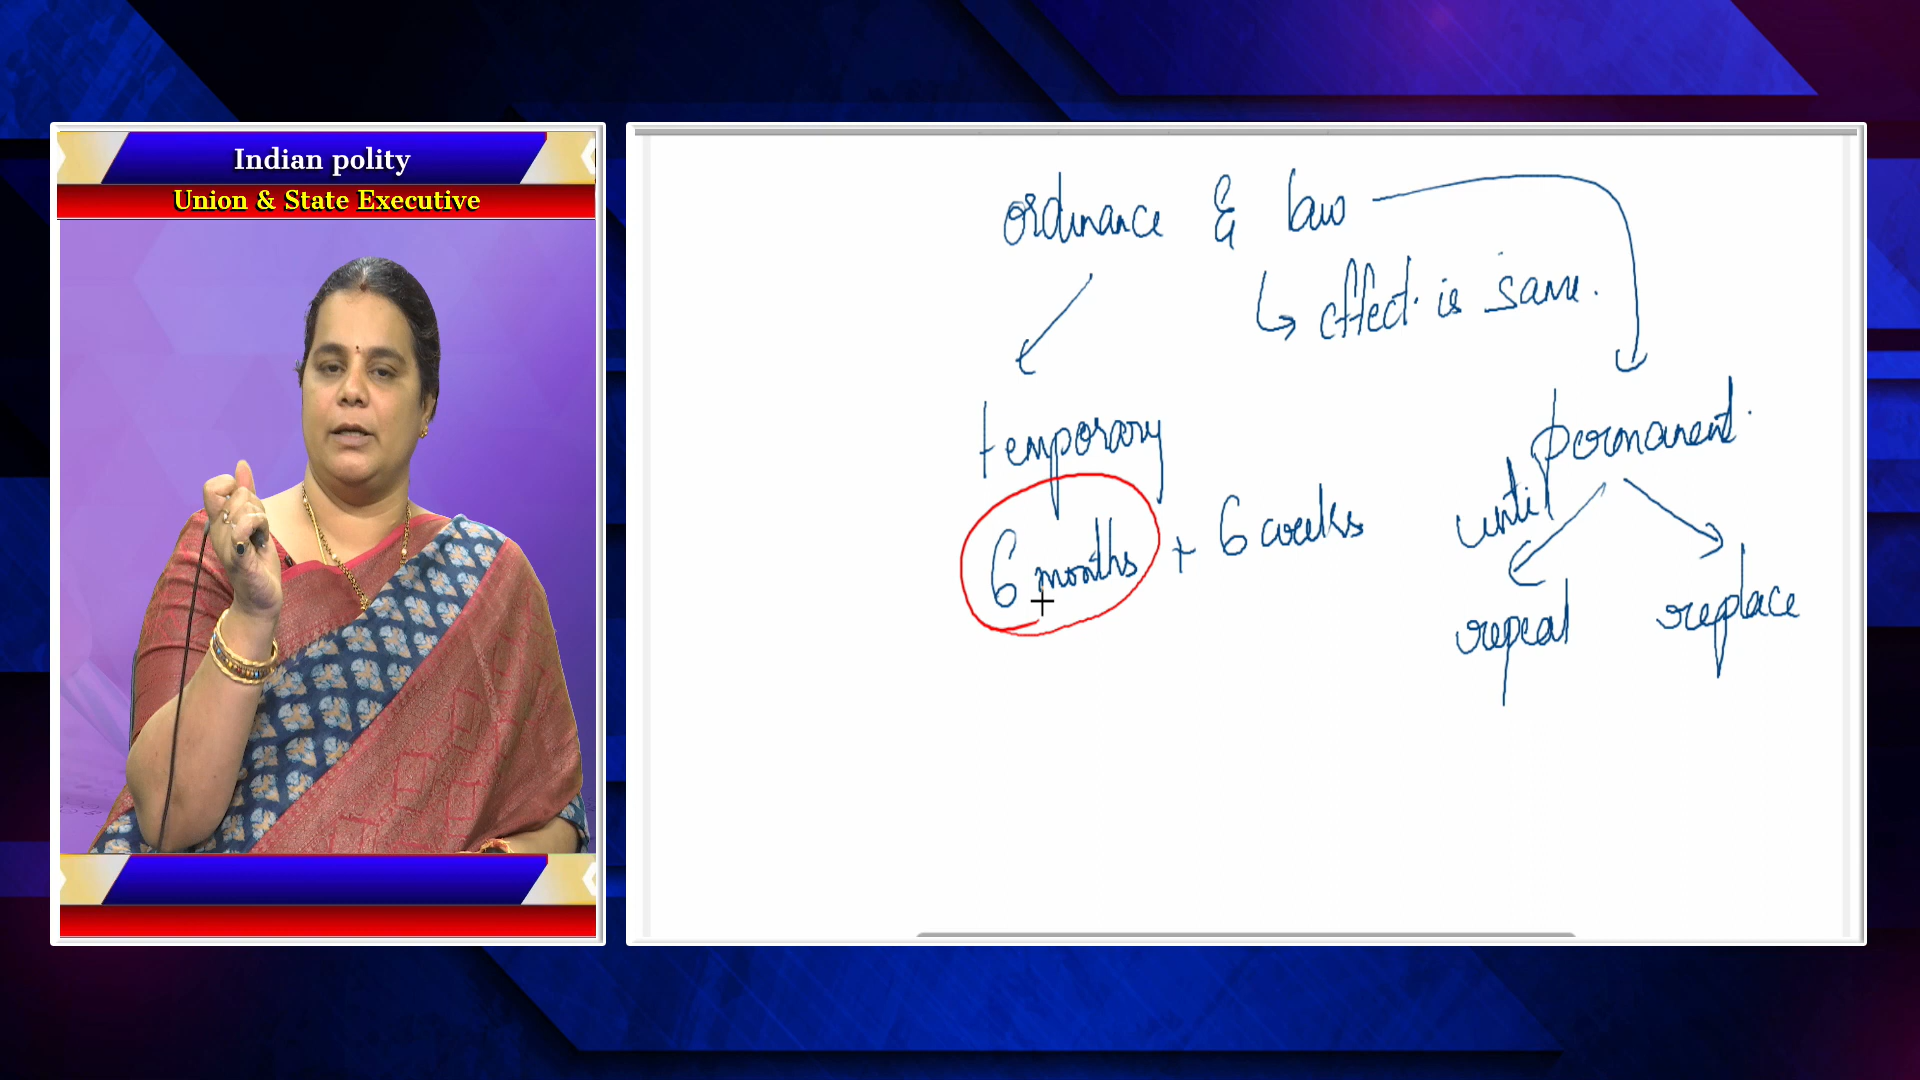 Indian polity
Union & State Executive
ordinance & law
effect is same.
temporary
permanent.
6 months + 6 weeks
until
repeal
replace